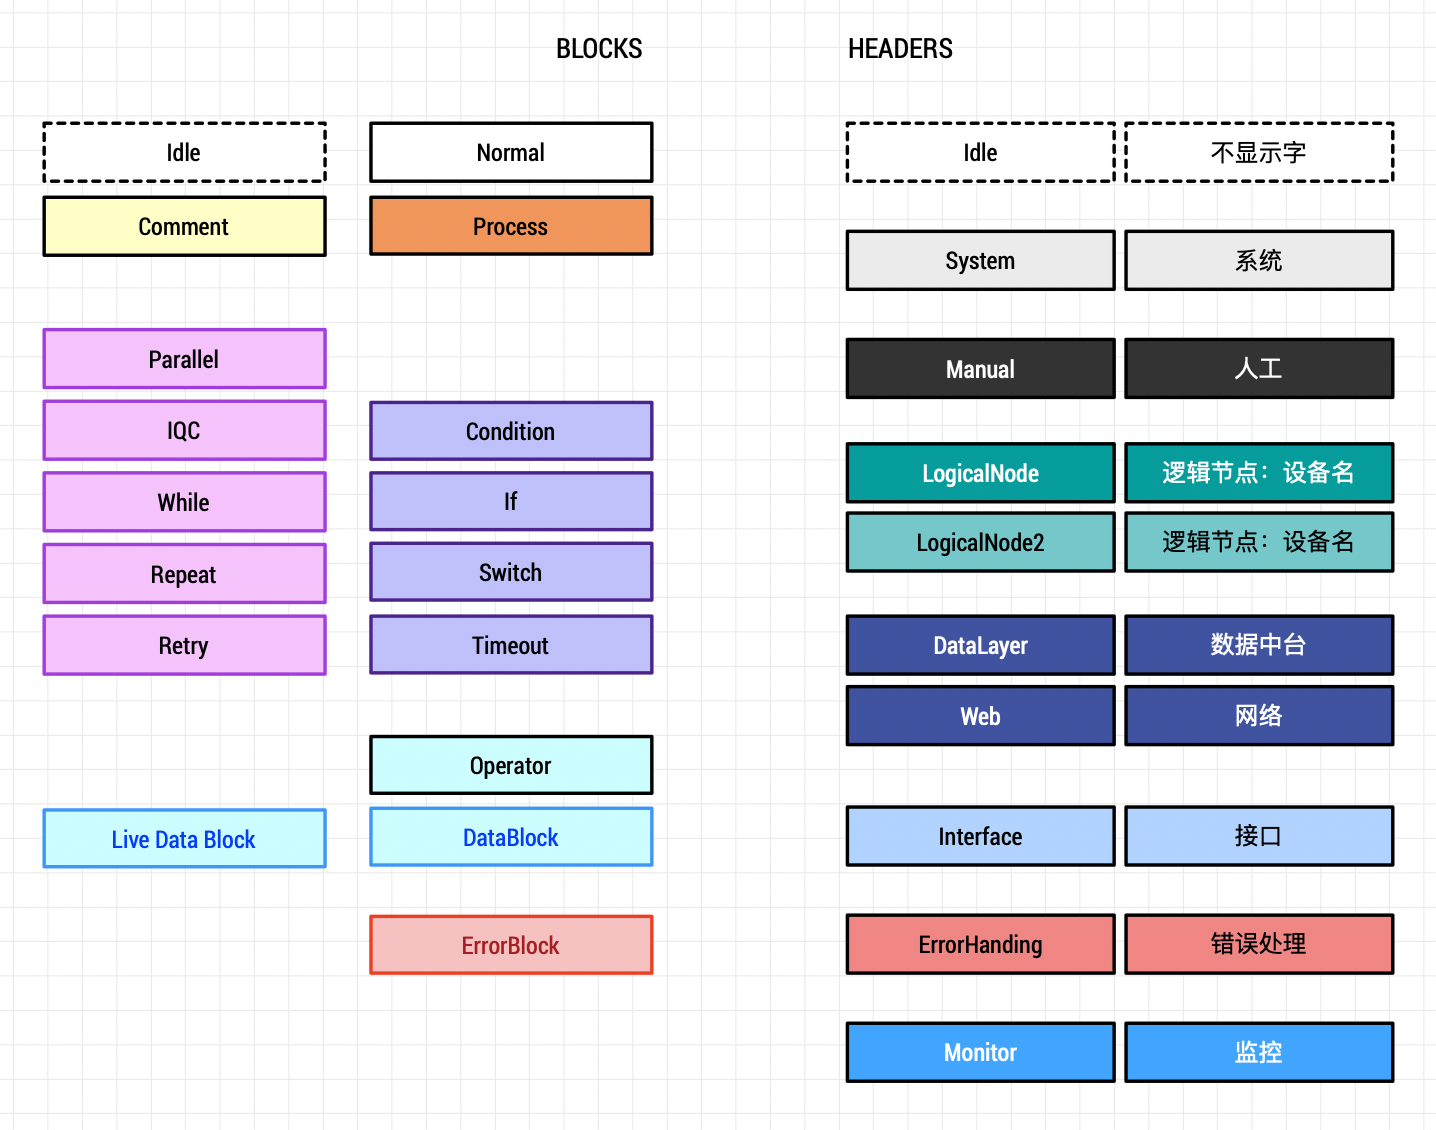 BLOCKS
HEADERS
Idle
Normal
Comment
Process
Parallel
IQC
Condition
While
If
Repeat
Switch
Retry
Timeout
Operator
Live Data Block
DataBlock
ErrorBlock
Idle
不显示字
System
系统
Manual
人工
LogicalNode
逻辑节点：设备名
LogicalNode2
逻辑节点：设备名
DataLayer
数据中台
Web
网络
Interface
接口
ErrorHanding
错误处理
Monitor
监控